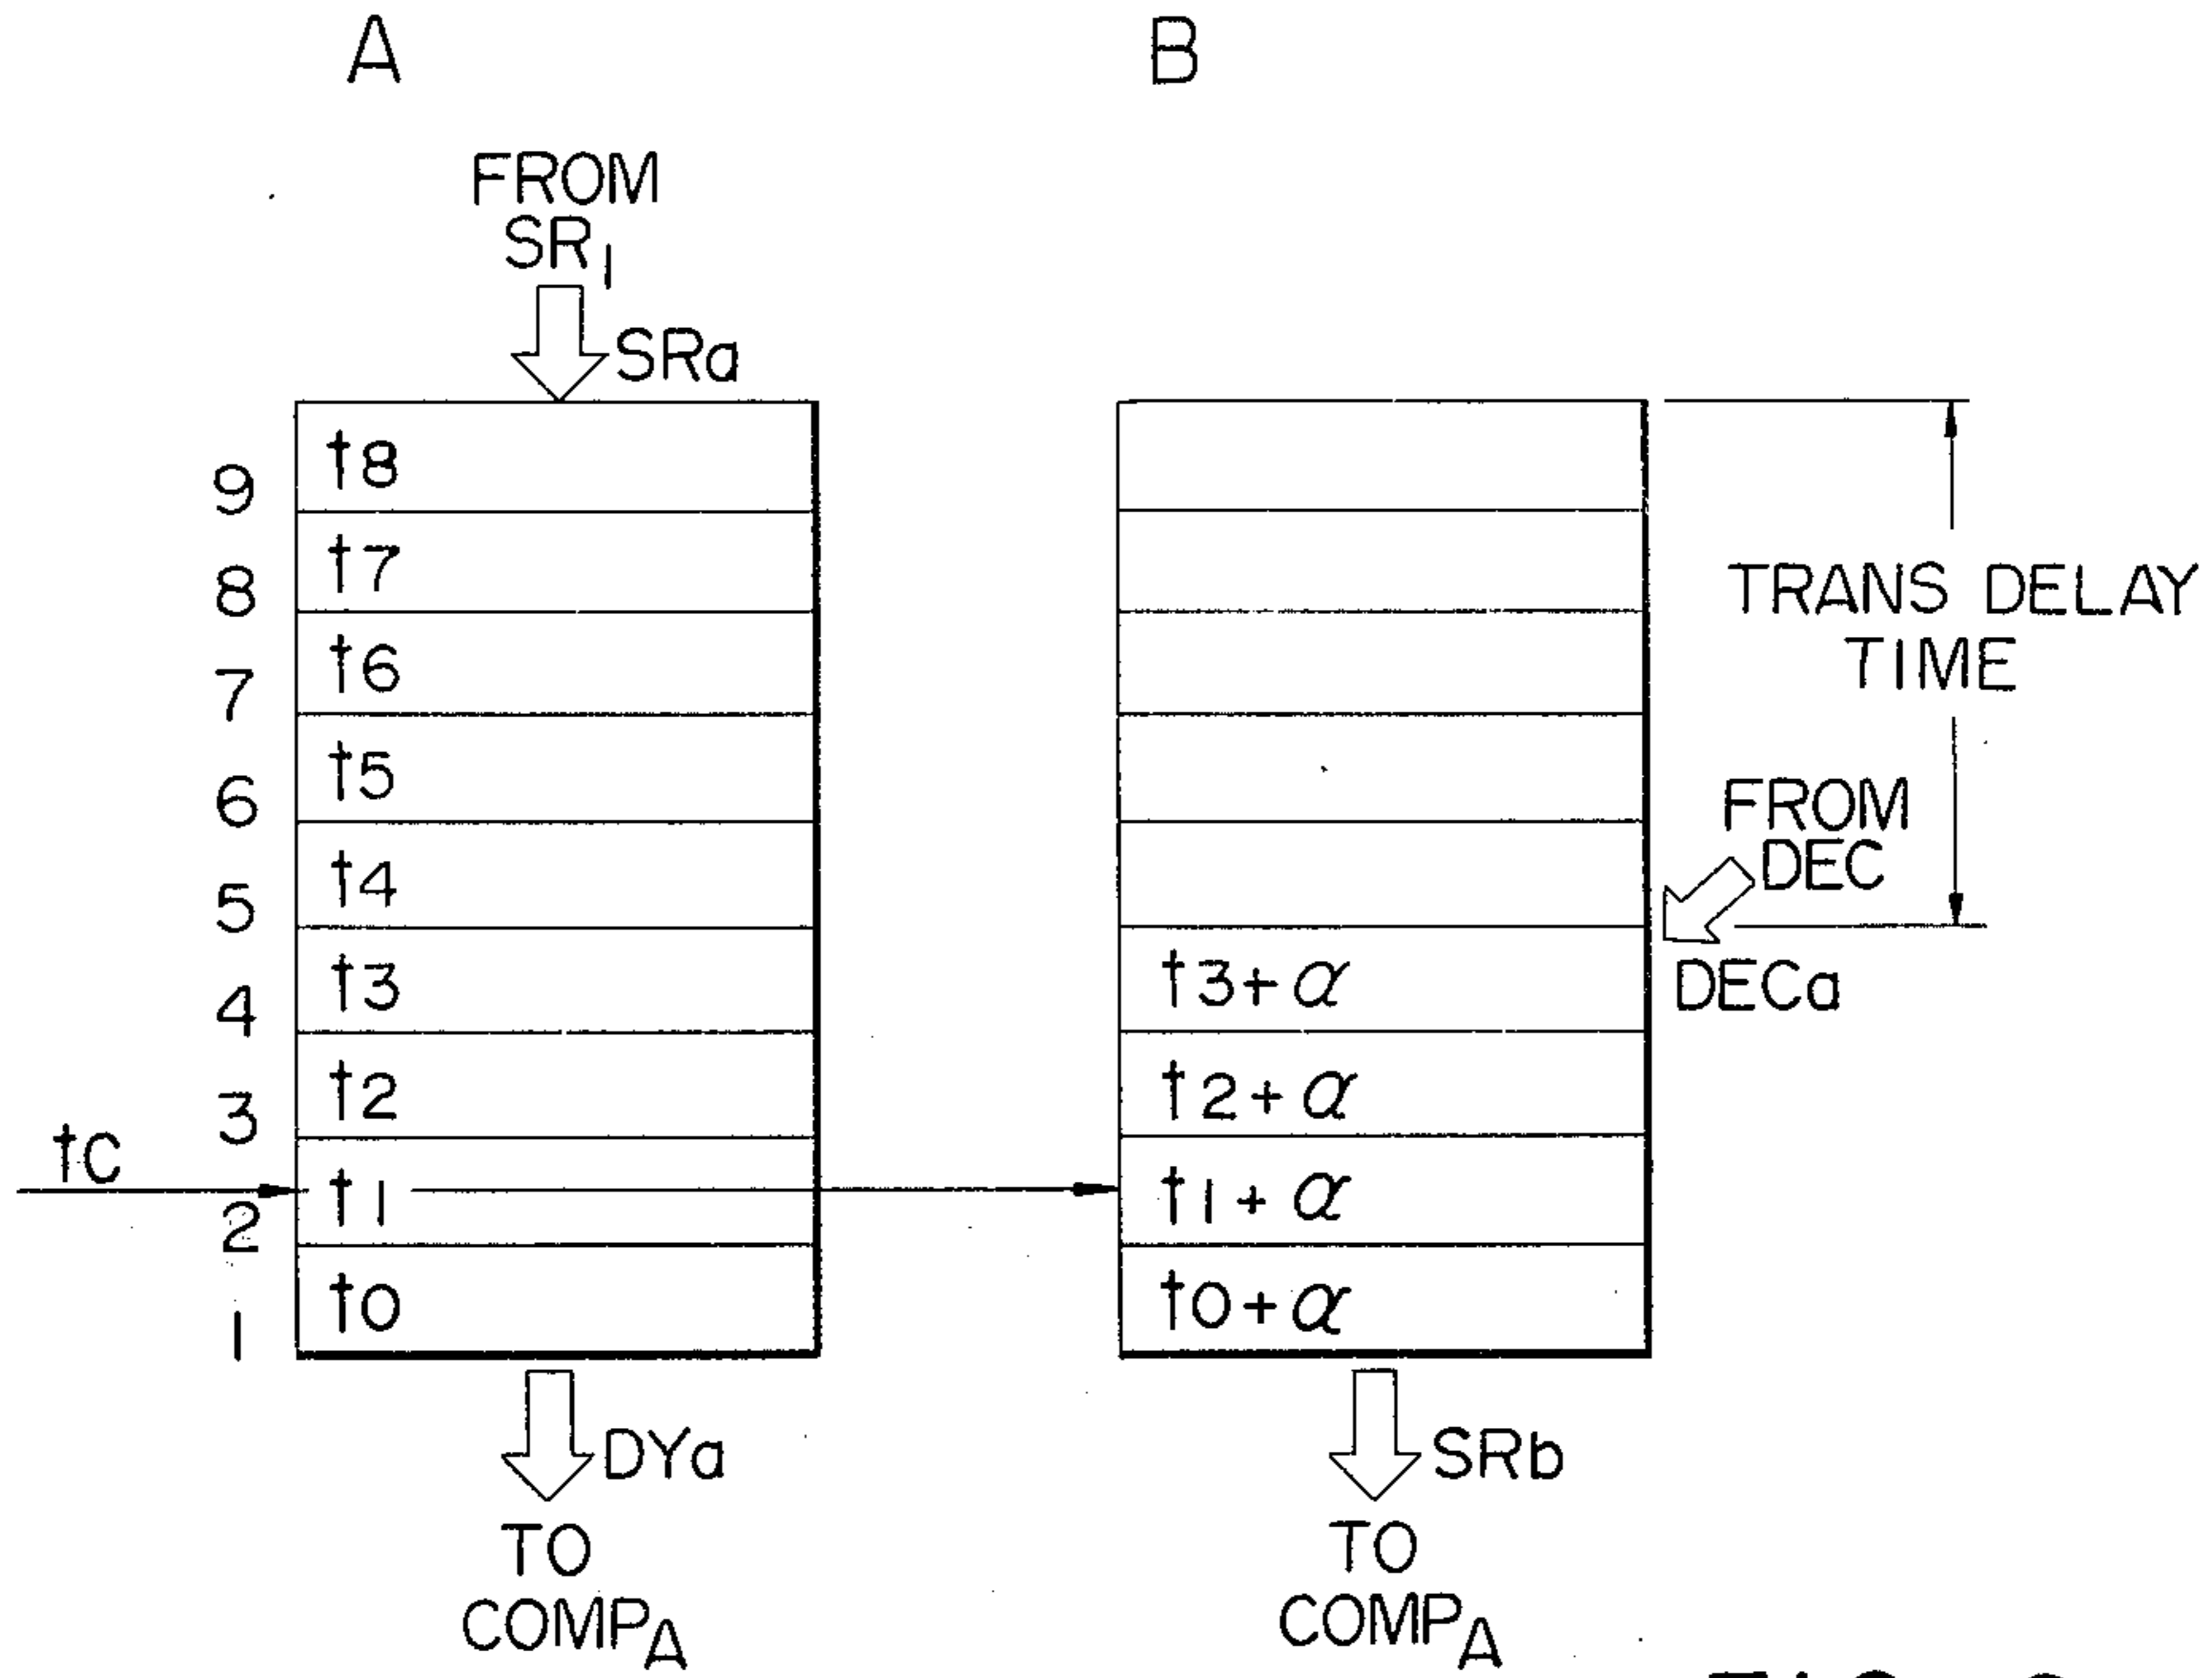 A
B
FROM
SR1
SRa
9
t8
8
t7
7
t6
6
t5
5
t4
4
t3
3
t2
tC
2
t1
1
t0
TRANS DELAY
TIME
FROM
DEC
DECa
t3+α
t2+α
t1+α
t0+α
DYa
TO
COMPA
SRb
TO
COMPA